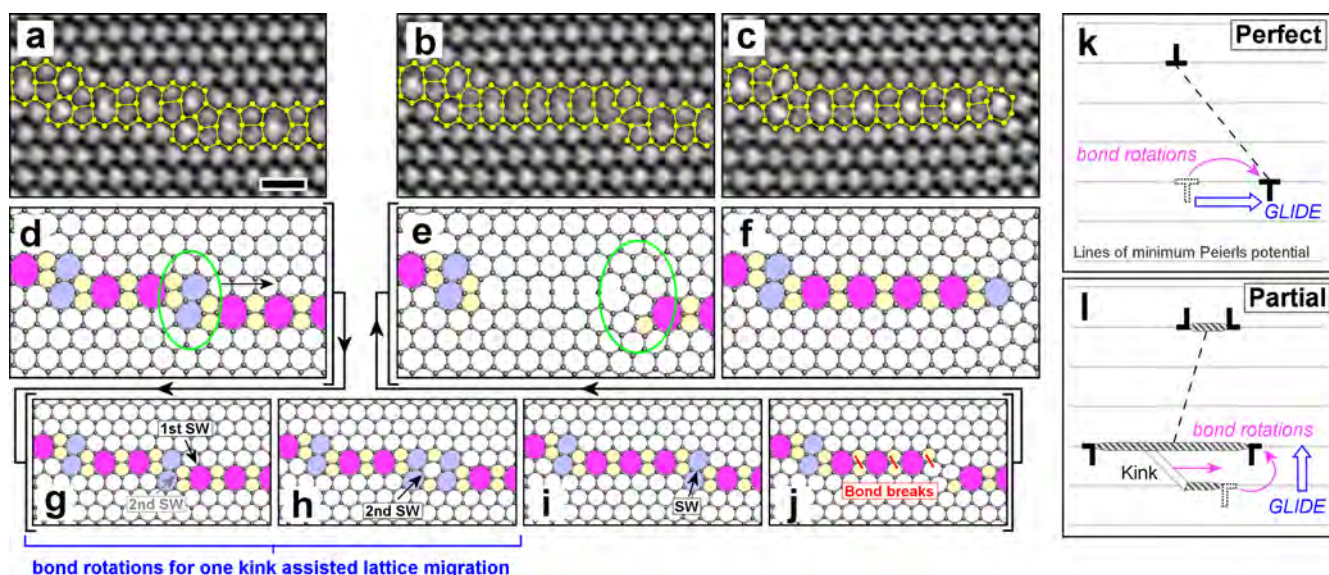 a
b
c
k
Perfect
bond rotations
GLIDE
Lines of minimum Peierls potential
d
e
f
l
Partial
bond rotations
Kink
GLIDE
1st SW
2nd SW
g
2nd SW
h
SW
i
Bond breaks
j
bond rotations for one kink assisted lattice migration